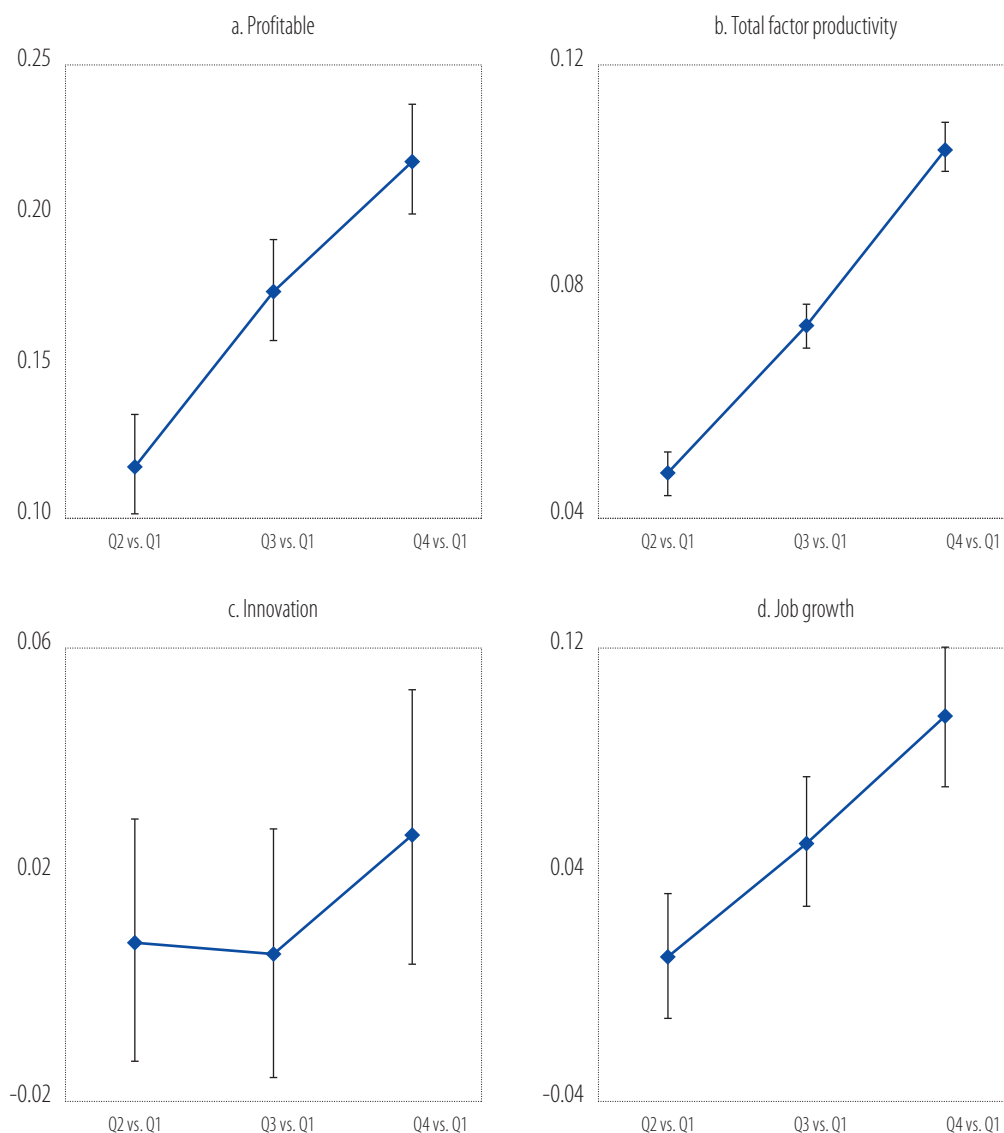 a. Profitable
0.25
0.20
0.15
0.10
Q2 vs. Q1 Q3 vs. Q1 Q4 vs. Q1
b. Total factor productivity
0.12
0.08
0.04
Q2 vs. Q1 Q3 vs. Q1 Q4 vs. Q1
c. Innovation
0.06
0.02
-0.02
Q2 vs. Q1 Q3 vs. Q1 Q4 vs. Q1
d. Job growth
0.12
0.04
-0.04
Q2 vs. Q1 Q3 vs. Q1 Q4 vs. Q1